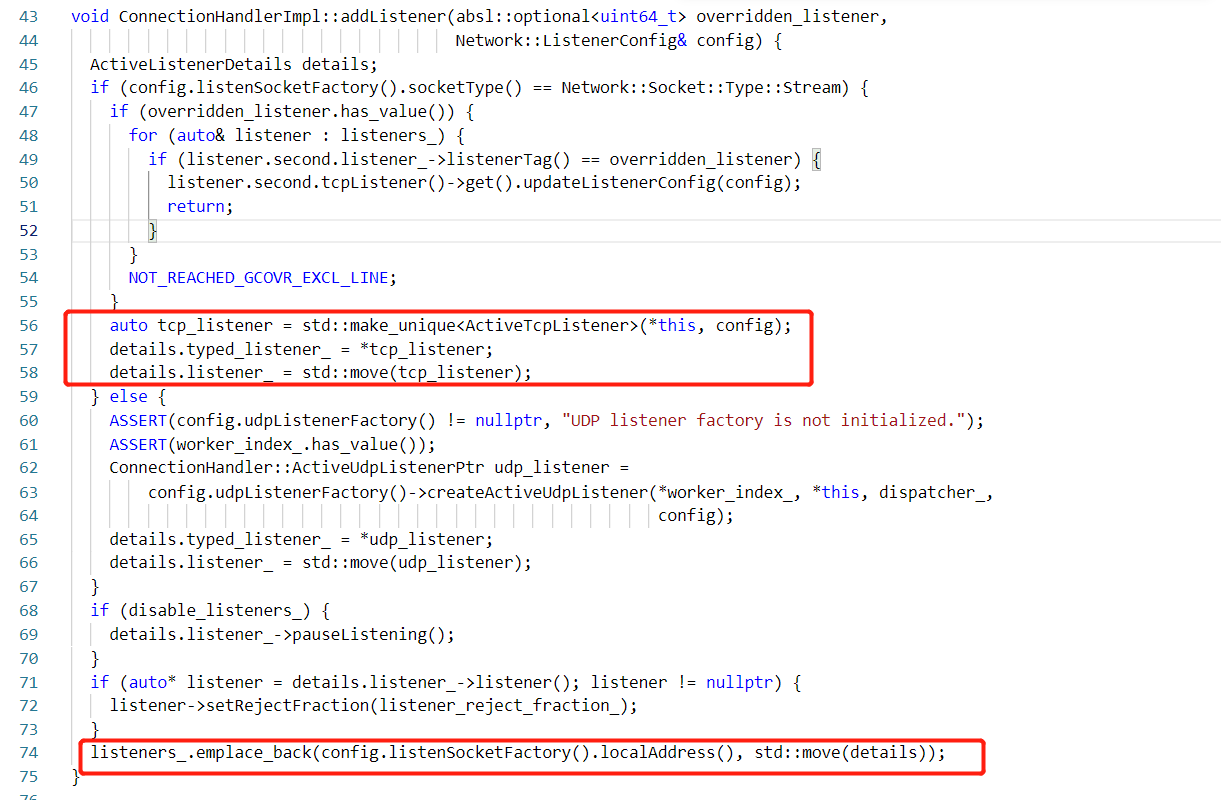 43 void ConnectionHandlerImpl::addListener(absl::optional<uint64_t> overridden_listener,
44 Network::ListenerConfig& config) {
45 ActiveListenerDetails details;
46 if (config.listenSocketFactory().socketType() == Network::Socket::Type::Stream) {
47 if (overridden_listener.has_value()) {
48 for (auto& listener : listeners_) {
49 if (listener.second.listener_->listenerTag() == overridden_listener) {
50 listener.second.tcpListener()->get().updateListenerConfig(config);
51 return;
52 }
53 }
54 NOT_REACHED_GCOVR_EXCL_LINE;
55 }
56 auto tcp_listener = std::make_unique<ActiveTcpListener>(*this, config);
57 details.typed_listener_ = *tcp_listener;
58 details.listener_ = std::move(tcp_listener);
59 } else {
60 ASSERT(config.udpListenerFactory() != nullptr, "UDP listener factory is not initialized.");
61 ASSERT(worker_index_.has_value());
62 ConnectionHandler::ActiveUdpListenerPtr udp_listener =
63 config.udpListenerFactory()->createActiveUdpListener(*worker_index_, *this, dispatcher_,
64 config);
65 details.typed_listener_ = *udp_listener;
66 details.listener_ = std::move(udp_listener);
67 }
68 if (disable_listeners_) {
69 details.listener_->pauseListening();
70 }
71 if (auto* listener = details.listener_->listener(); listener != nullptr) {
72 listener->setRejectFraction(listener_reject_fraction_);
73 }
74 listeners_.emplace_back(config.listenSocketFactory().localAddress(), std::move(details));
75 }
76